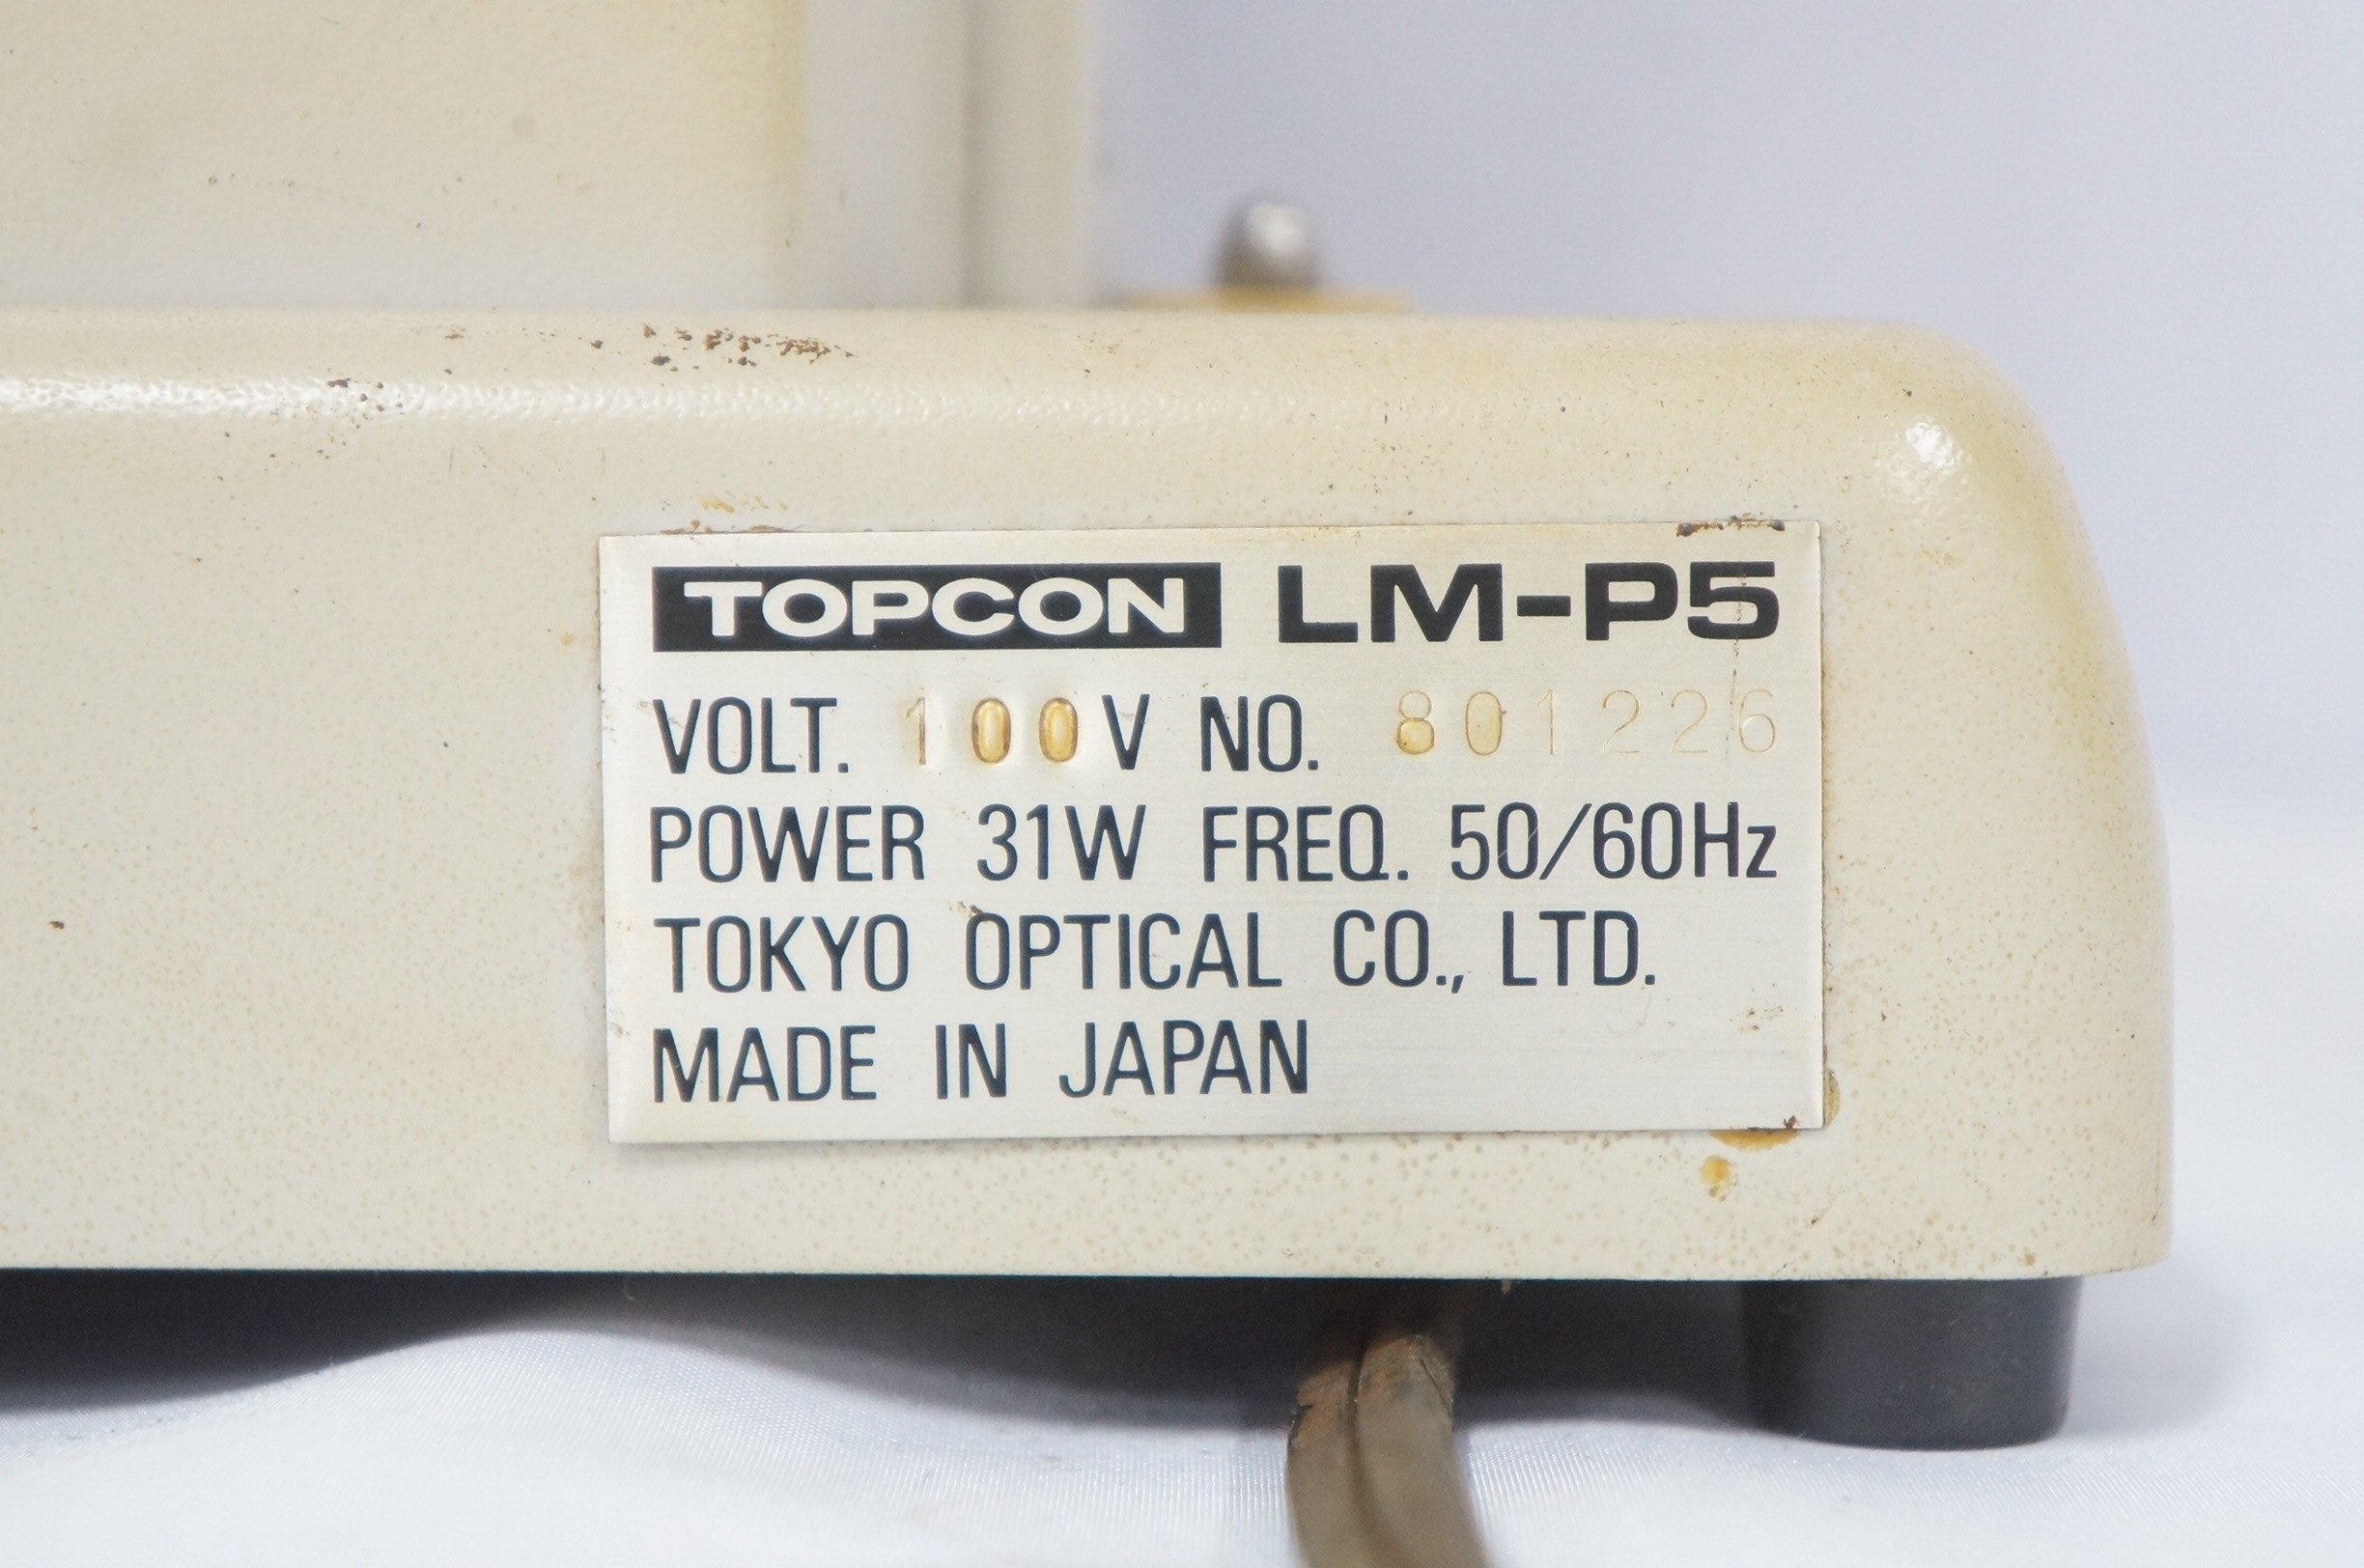 TOPCON LM-P5
VOLT. 100V NO. 801226
POWER 31W FREQ. 50/60Hz
TOKYO OPTICAL CO., LTD.
MADE IN JAPAN